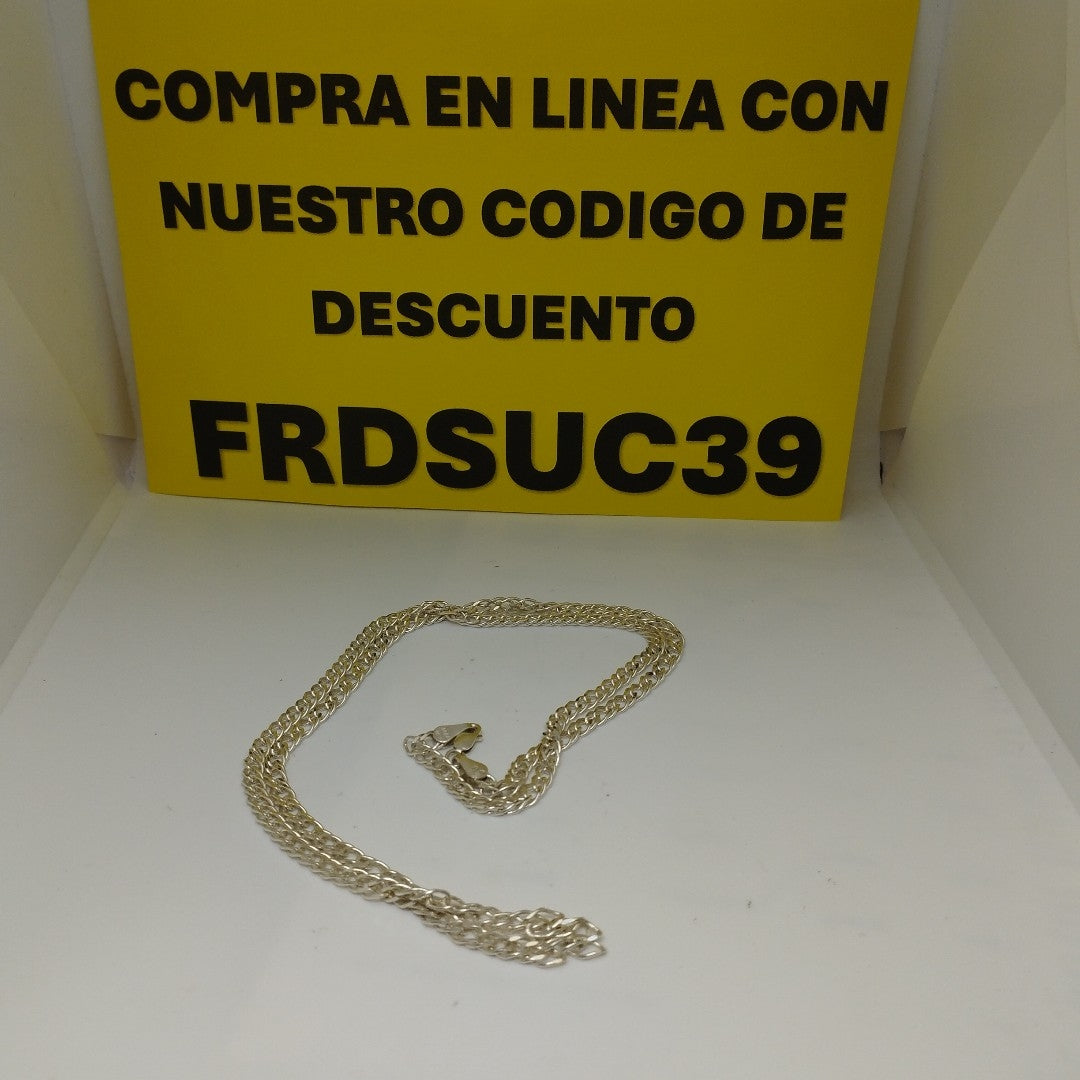 COMPRA EN LINEA CON
NUESTRO CODIGO DE
DESCUENTO
FRDSUC39